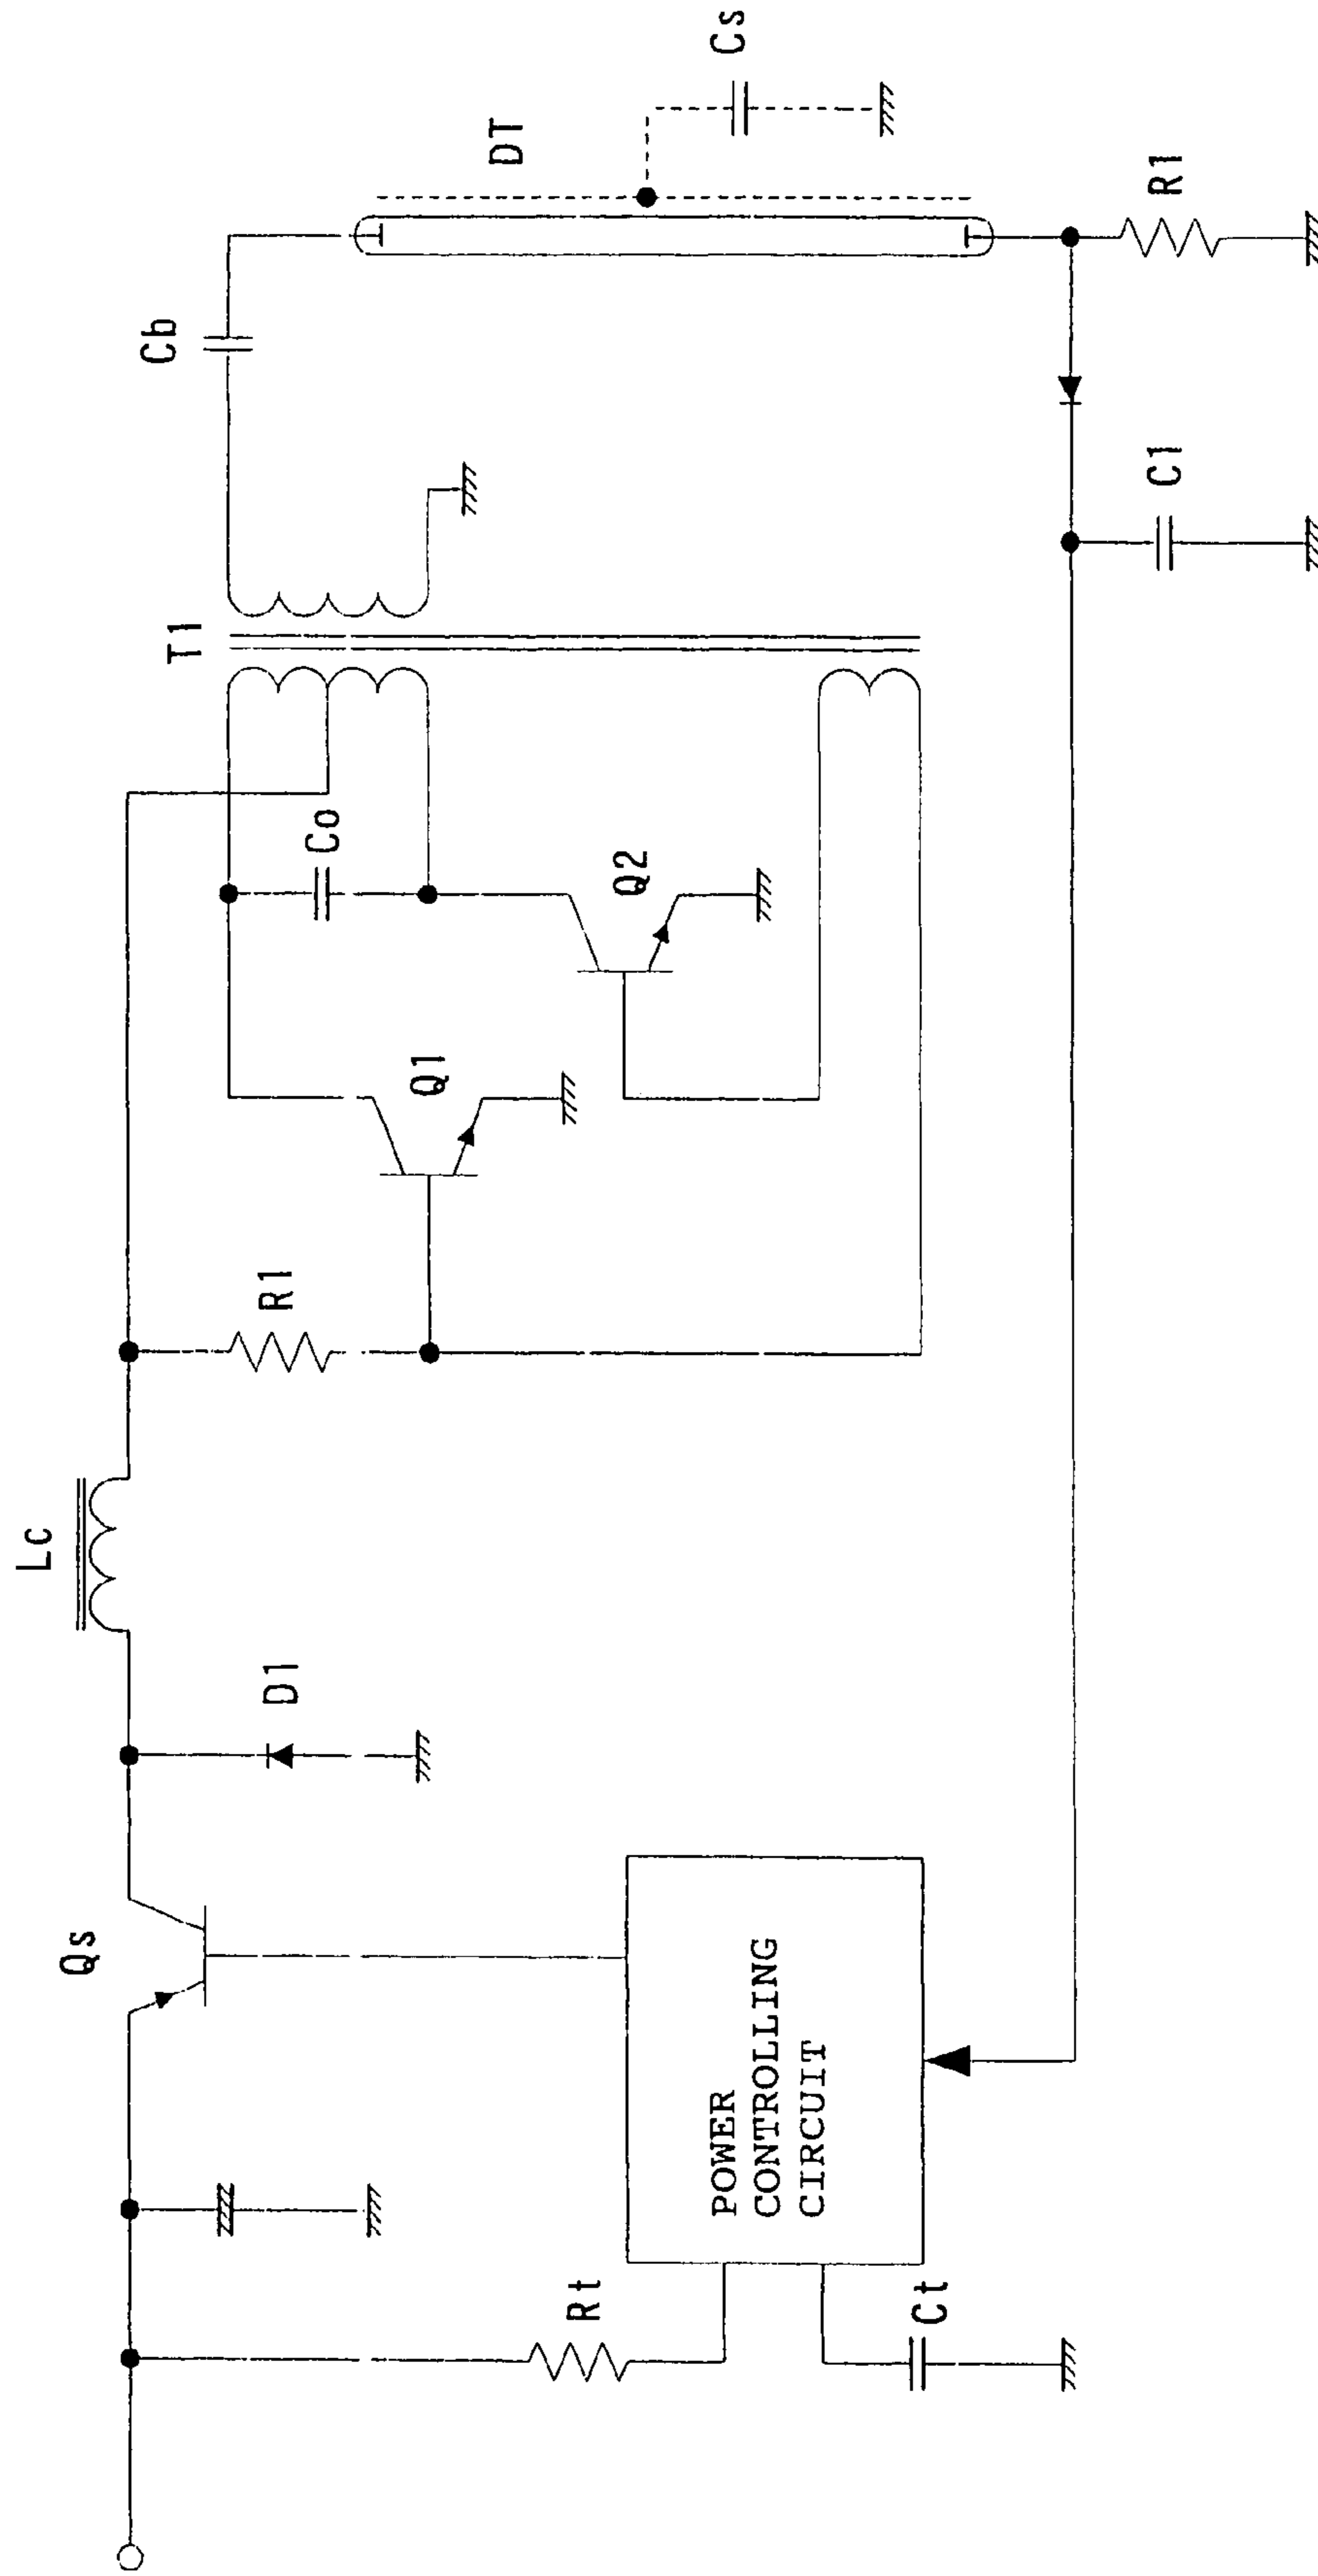 Qs
Lc
T1
Cb
D1
R1
Co
DT
Cs
Q1
Q2
Rt
POWER
CONTROLLING
CIRCUIT
Ct
C1
R1